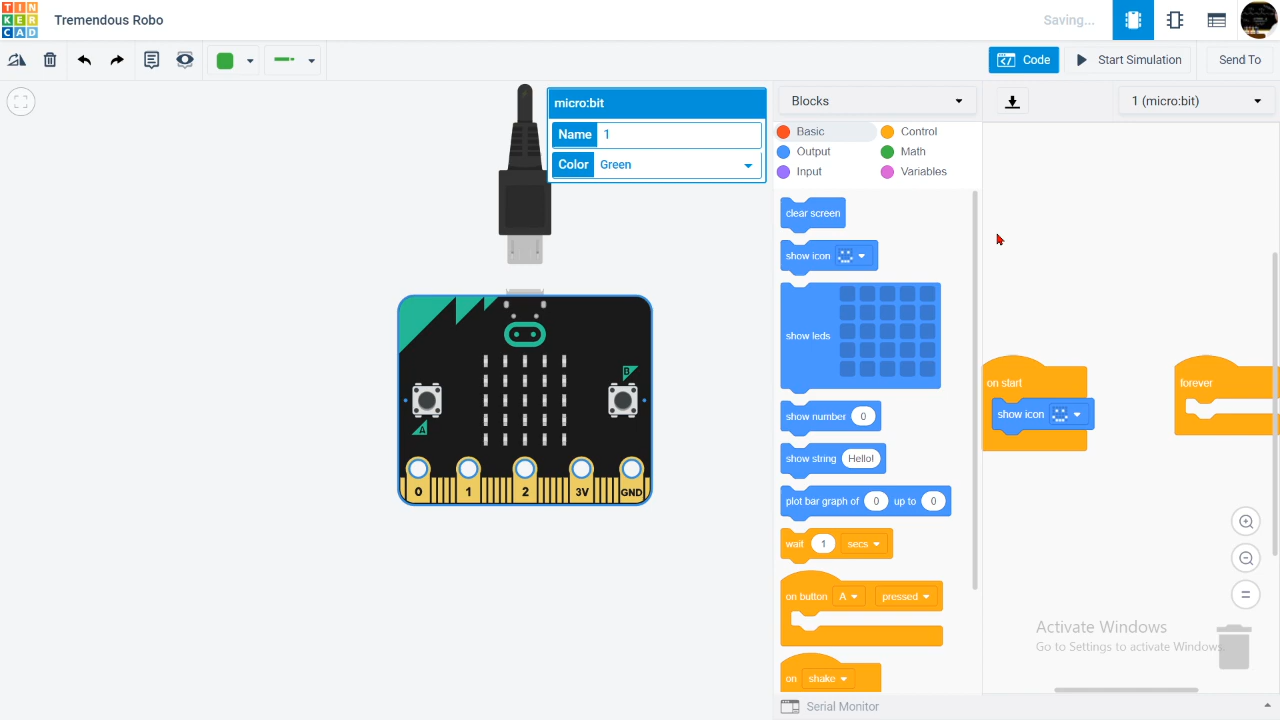 TIN
KER
CAD
Tremendous Robo
Saving...
Code
Start Simulation
Send To
micro:bit
Name 1
Color Green
Blocks
1 (micro:bit)
Basic
Control
Output
Math
Input
Variables
clear screen
show icon
show leds
show number 0
show string Hello!
plot bar graph of 0 up to 0
wait 1 secs
on button A pressed
on shake
on start
show icon
forever
A
B
0 1 2 3V GND
Activate Windows
Go to Settings to activate Windows.
Serial Monitor